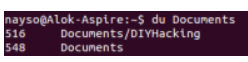 nayso@Alok-Aspire:~$ du Documents
516 Documents/DIYHacking
548 Documents